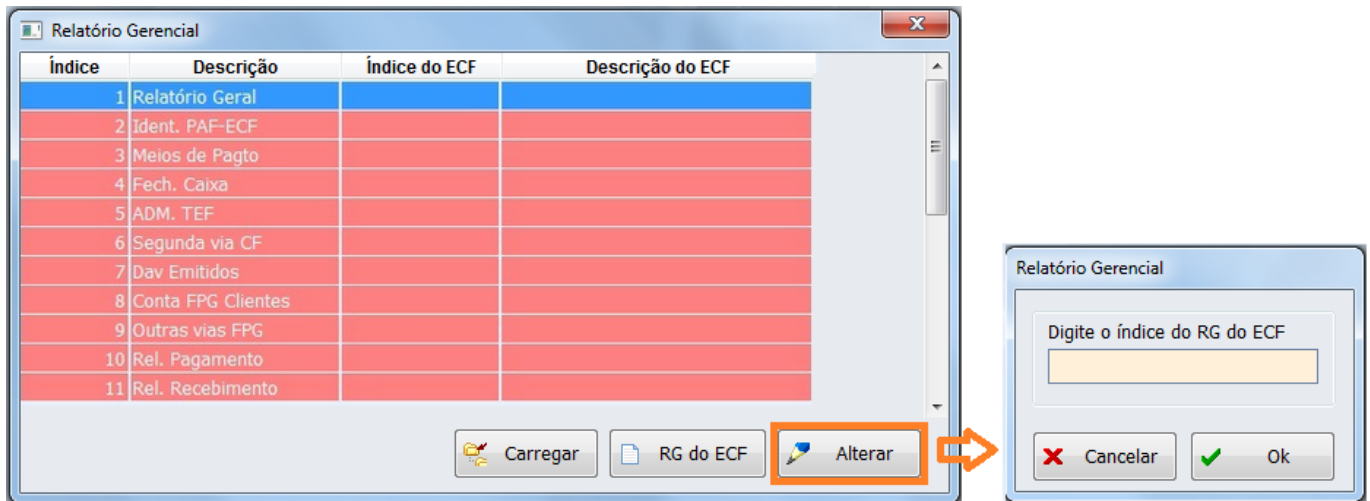 Relatório Gerencial
Índice Descrição Índice do ECF Descrição do ECF
1 Relatório Geral
2 Ident. PAF-ECF
3 Meios de Pagto
4 Fech. Caixa
5 ADM. TEF
6 Segunda via CF
7 Dav Emitidos
8 Conta FPG Clientes
9 Outras vias FPG
10 Rel. Pagamento
11 Rel. Recebimento
Carregar RG do ECF Alterar
Relatório Gerencial
Digite o índice do RG do ECF
Cancelar Ok